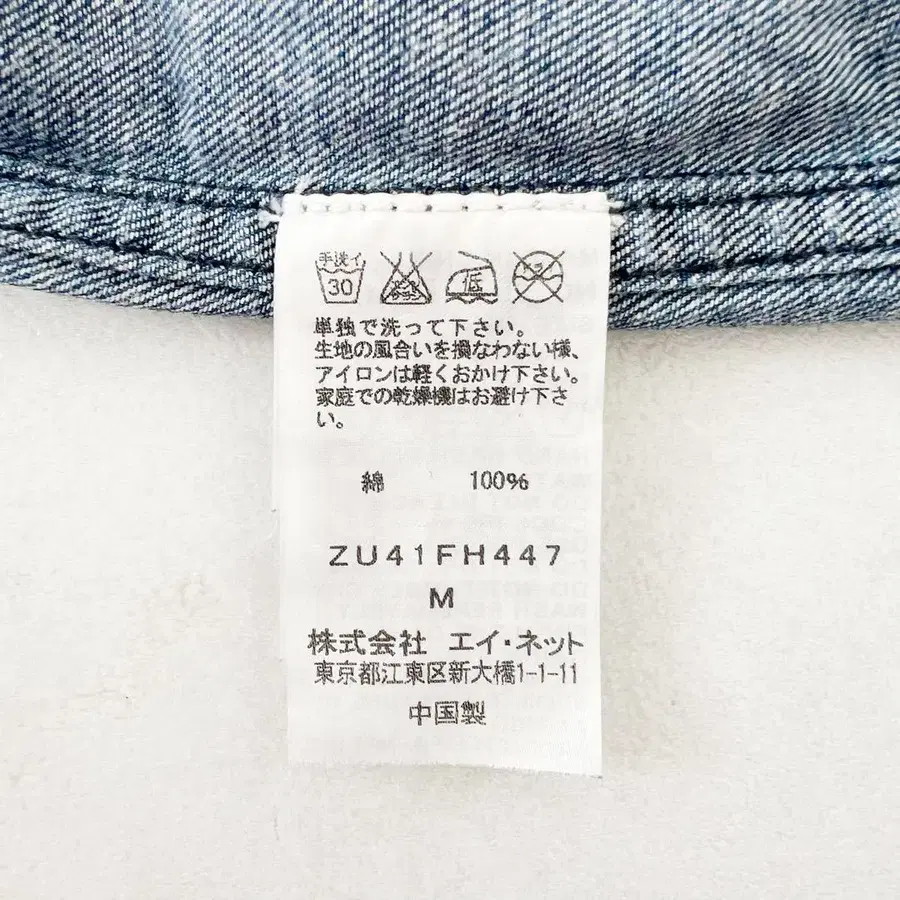 手洗イ
30
低
単独で洗って下さい。
生地の風合いを損なわない様、
アイロンは軽くおかけ下さい。
家庭での乾燥機はお避け下さ
い。
綿 100%
ZU41FH447
M
株式会社 エイ・ネット
東京都江東区新大橋1-1-11
中国製